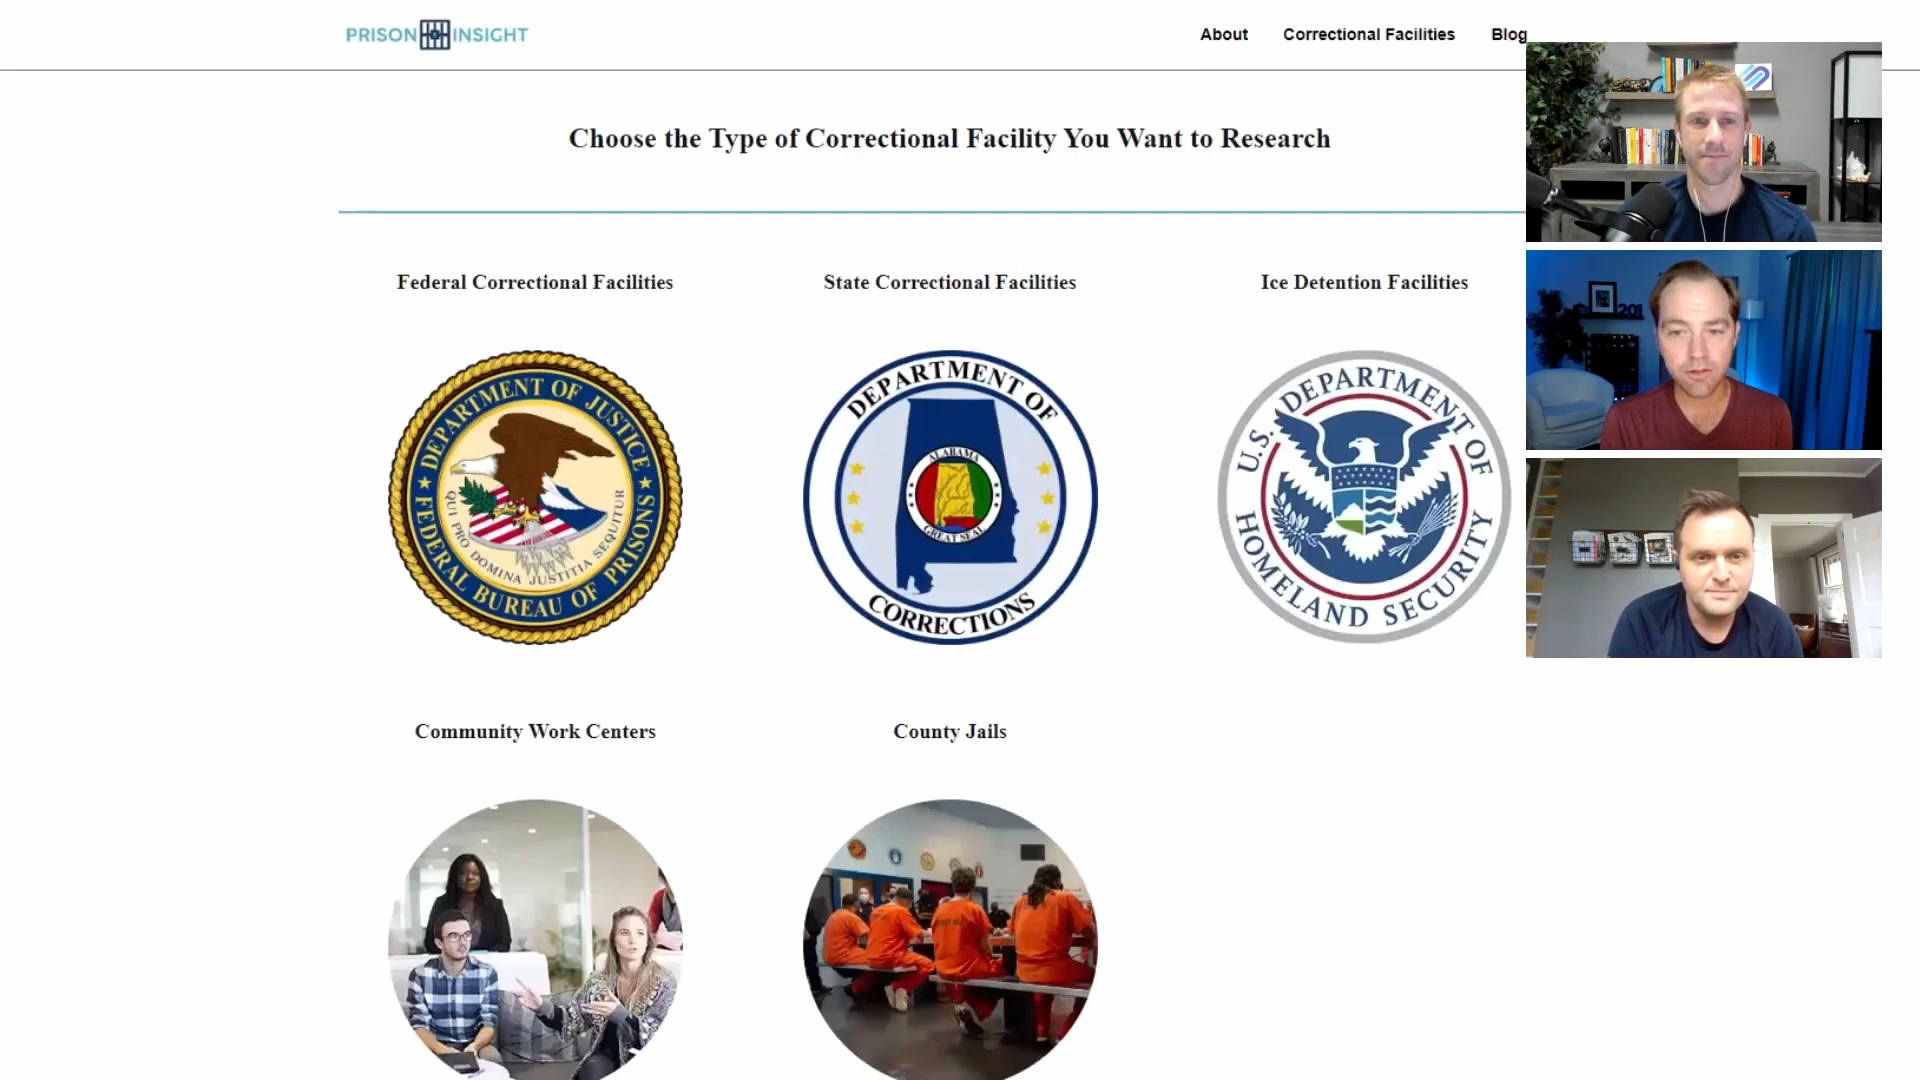 PRISON INSIGHT
About
Correctional Facilities
Blog
Choose the Type of Correctional Facility You Want to Research
Federal Correctional Facilities
State Correctional Facilities
Ice Detention Facilities
DEPARTMENT OF JUSTICE
FEDERAL BUREAU OF PRISONS
QUI PRO DOMINA JUSTITIA SEQUITUR
DEPARTMENT OF
ALABAMA
GREAT SEAL
CORRECTIONS
U.S. DEPARTMENT OF
HOMELAND SECURITY
201
Community Work Centers
County Jails